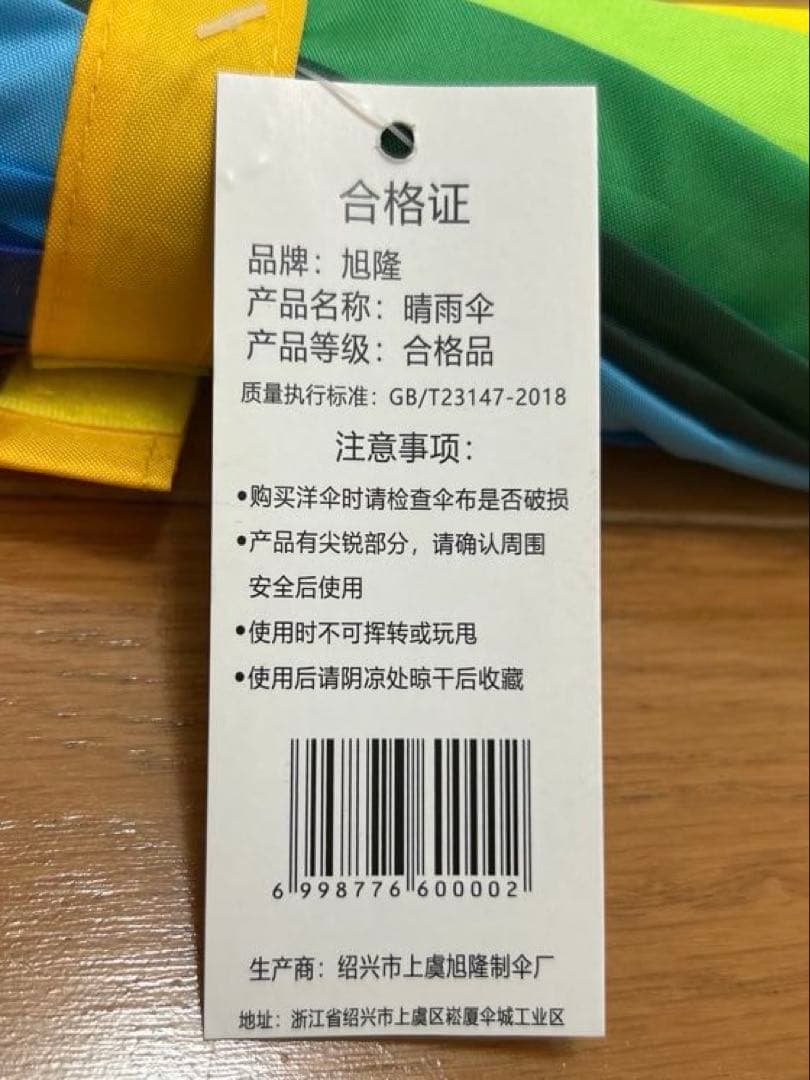 合格证
品牌：旭隆
产品名称：晴雨伞
产品等级：合格品
质量执行标准：GB/T23147-2018
注意事项：
•购买洋伞时请检查伞布是否破损
•产品有尖锐部分，请确认周围
安全后使用
•使用时不可挥转或玩甩
•使用后请阴凉处晾干后收藏
6 998776 600002
生产商：绍兴市上虞旭隆制伞厂
地址：浙江省绍兴市上虞区崧厦伞城工业区